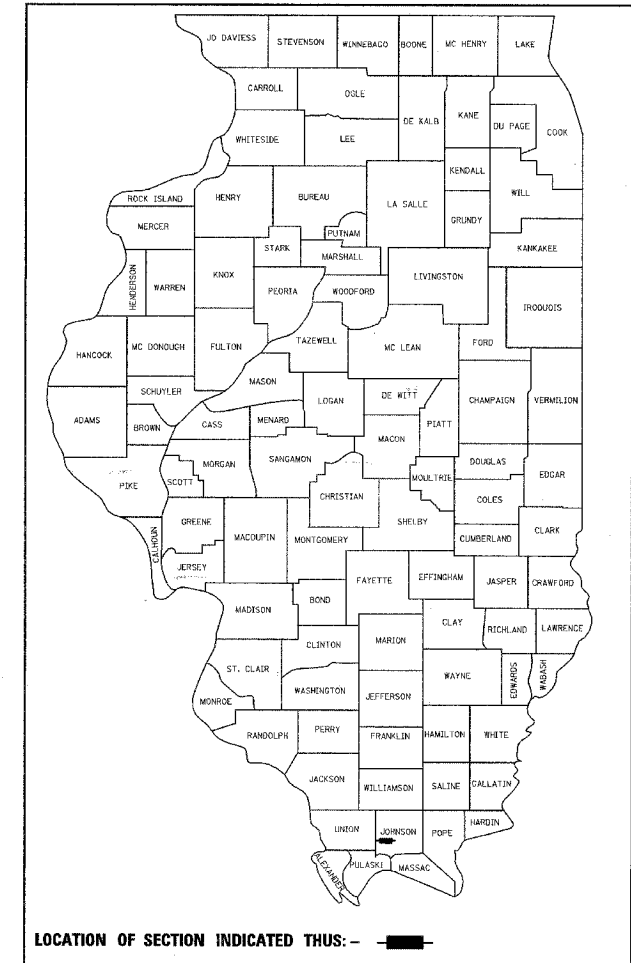 JO DAVIESS STEVENSON WINNEBAGO BOONE MC HENRY LAKE
CARROLL OGLE DE KALB KANE DU PAGE COOK
WHITESIDE LEE
KENDALL WILL
ROCK ISLAND HENRY BUREAU LA SALLE
MERCER PUTNAM GRUNDY
STARK MARSHALL KANKAKEE
HENDERSON WARREN KNOX PEORIA WOODFORD LIVINGSTON
IROQUOIS
HANCOCK MC DONOUGH FULTON TAZEWELL MC LEAN FORD
SCHUYLER MASON
ADAMS BROWN CASS MENARD LOGAN DE WITT PIATT CHAMPAIGN VERMILION
MACON
PIKE SCOTT MORGAN SANGAMON MOULTRIE DOUGLAS EDGAR
CHRISTIAN COLES
CALHOUN GREENE MACOUPIN MONTGOMERY SHELBY CUMBERLAND CLARK
JERSEY FAYETTE EFFINGHAM JASPER CRAWFORD
MADISON BOND
CLAY RICHLAND LAWRENCE
CLINTON MARION
ST. CLAIR WAYNE EDWARDS WABASH
WASHINGTON JEFFERSON
MONROE
RANDOLPH PERRY FRANKLIN HAMILTON WHITE
JACKSON WILLIAMSON SALINE GALLATIN
UNION JOHNSON POPE HARDIN
ALEXANDER PULASKI MASSAC
LOCATION OF SECTION INDICATED THUS: -